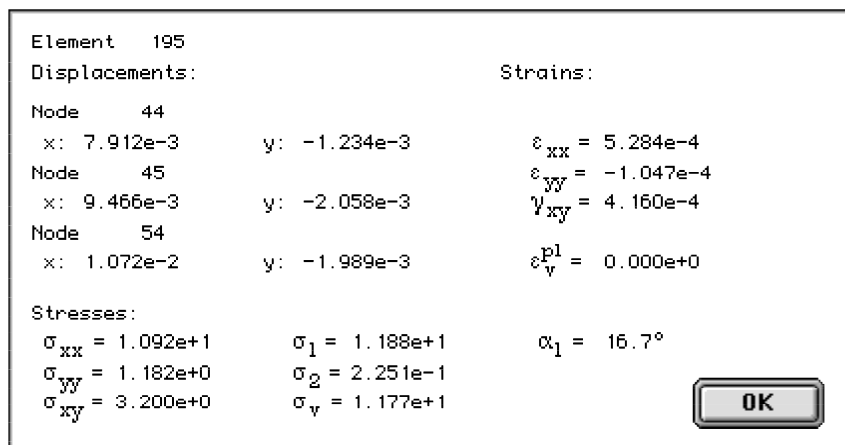 Element 195
Displacements: Strains:
Node 44
x: 7.912e-3 y: -1.234e-3 εxx = 5.284e-4
Node 45 εyy = -1.047e-4
x: 9.466e-3 y: -2.058e-3 γxy = 4.160e-4
Node 54
x: 1.072e-2 y: -1.989e-3 εv^pl = 0.000e+0
Stresses:
σxx = 1.092e+1 σ1 = 1.188e+1 α1 = 16.7°
σyy = 1.182e+0 σ2 = 2.251e-1
σxy = 3.200e+0 σv = 1.177e+1
OK